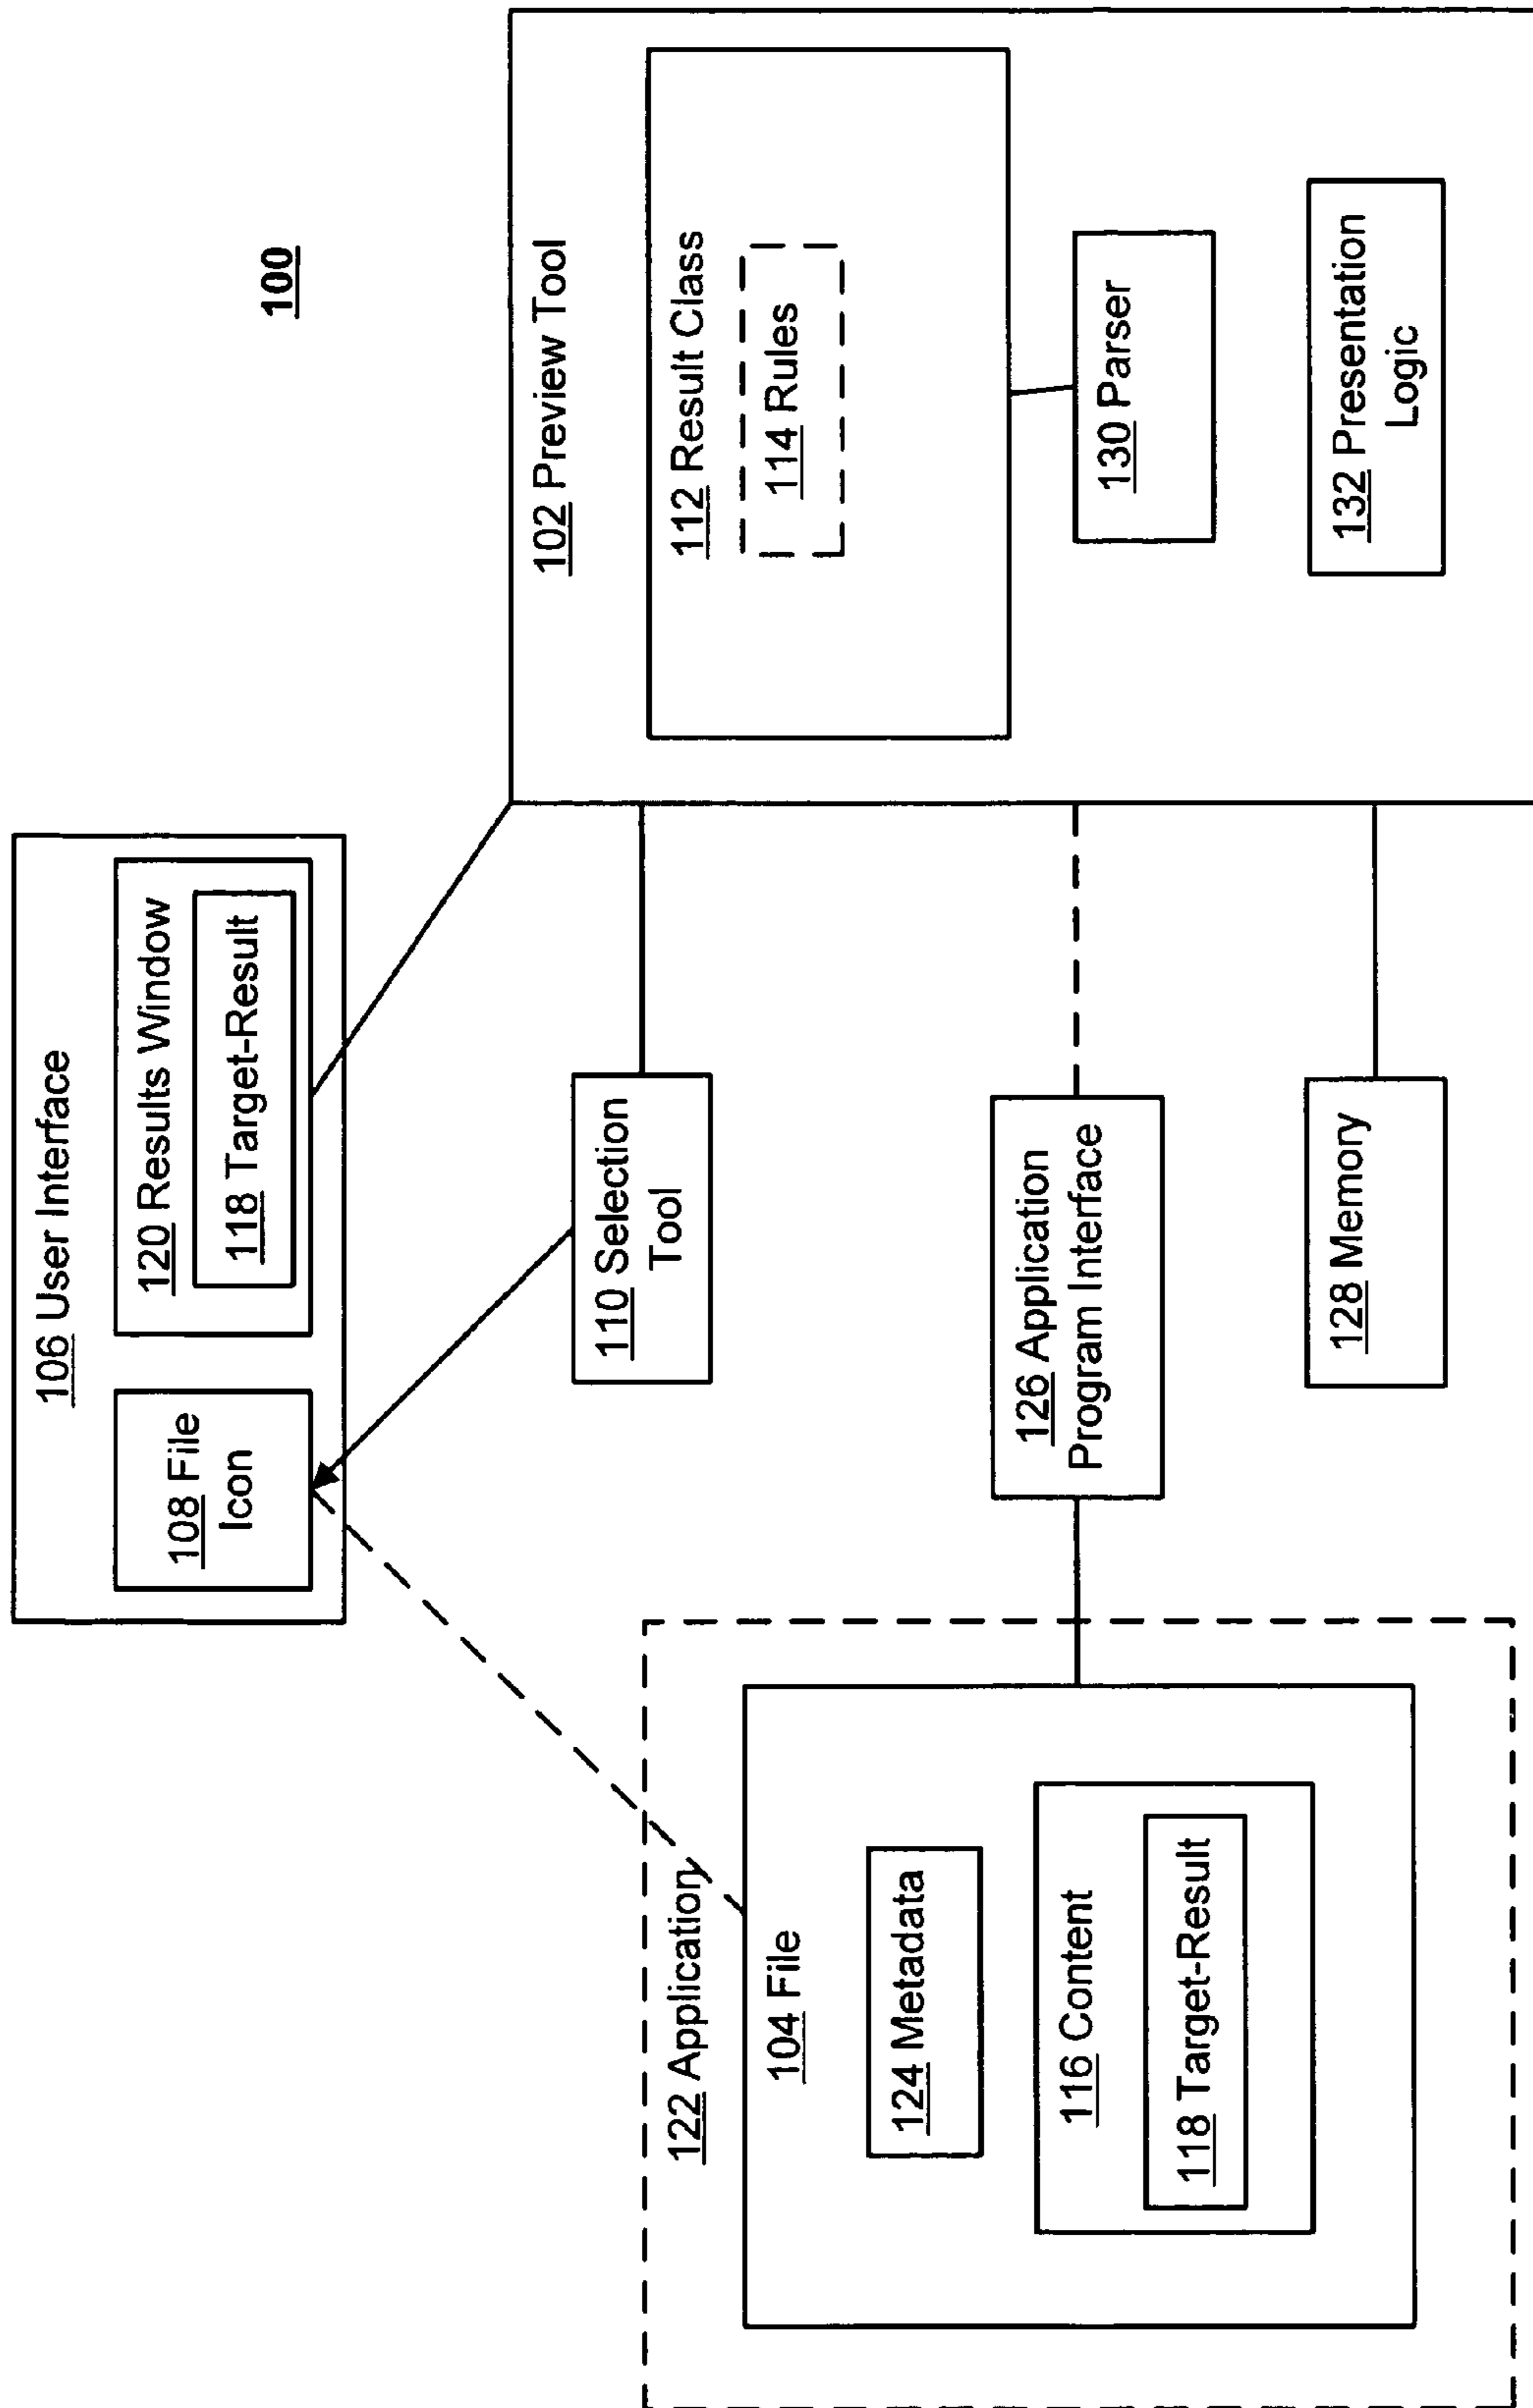 100
106 User Interface
108 File
Icon
120 Results Window
118 Target-Result
102 Preview Tool
112 Result Class
114 Rules
130 Parser
132 Presentation
Logic
110 Selection
Tool
126 Application
Program Interface
128 Memory
122 Application
104 File
124 Metadata
116 Content
118 Target-Result